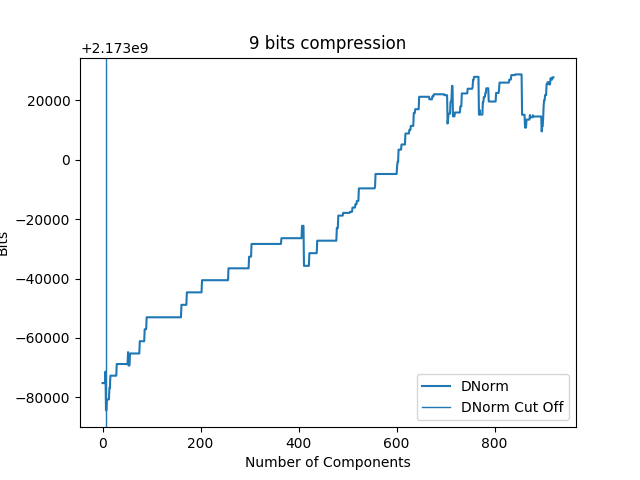 9 bits compression
+2.173e9
20000
0
−20000
−40000
−60000
−80000
Bits
0 200 400 600 800
Number of Components
DNorm
DNorm Cut Off